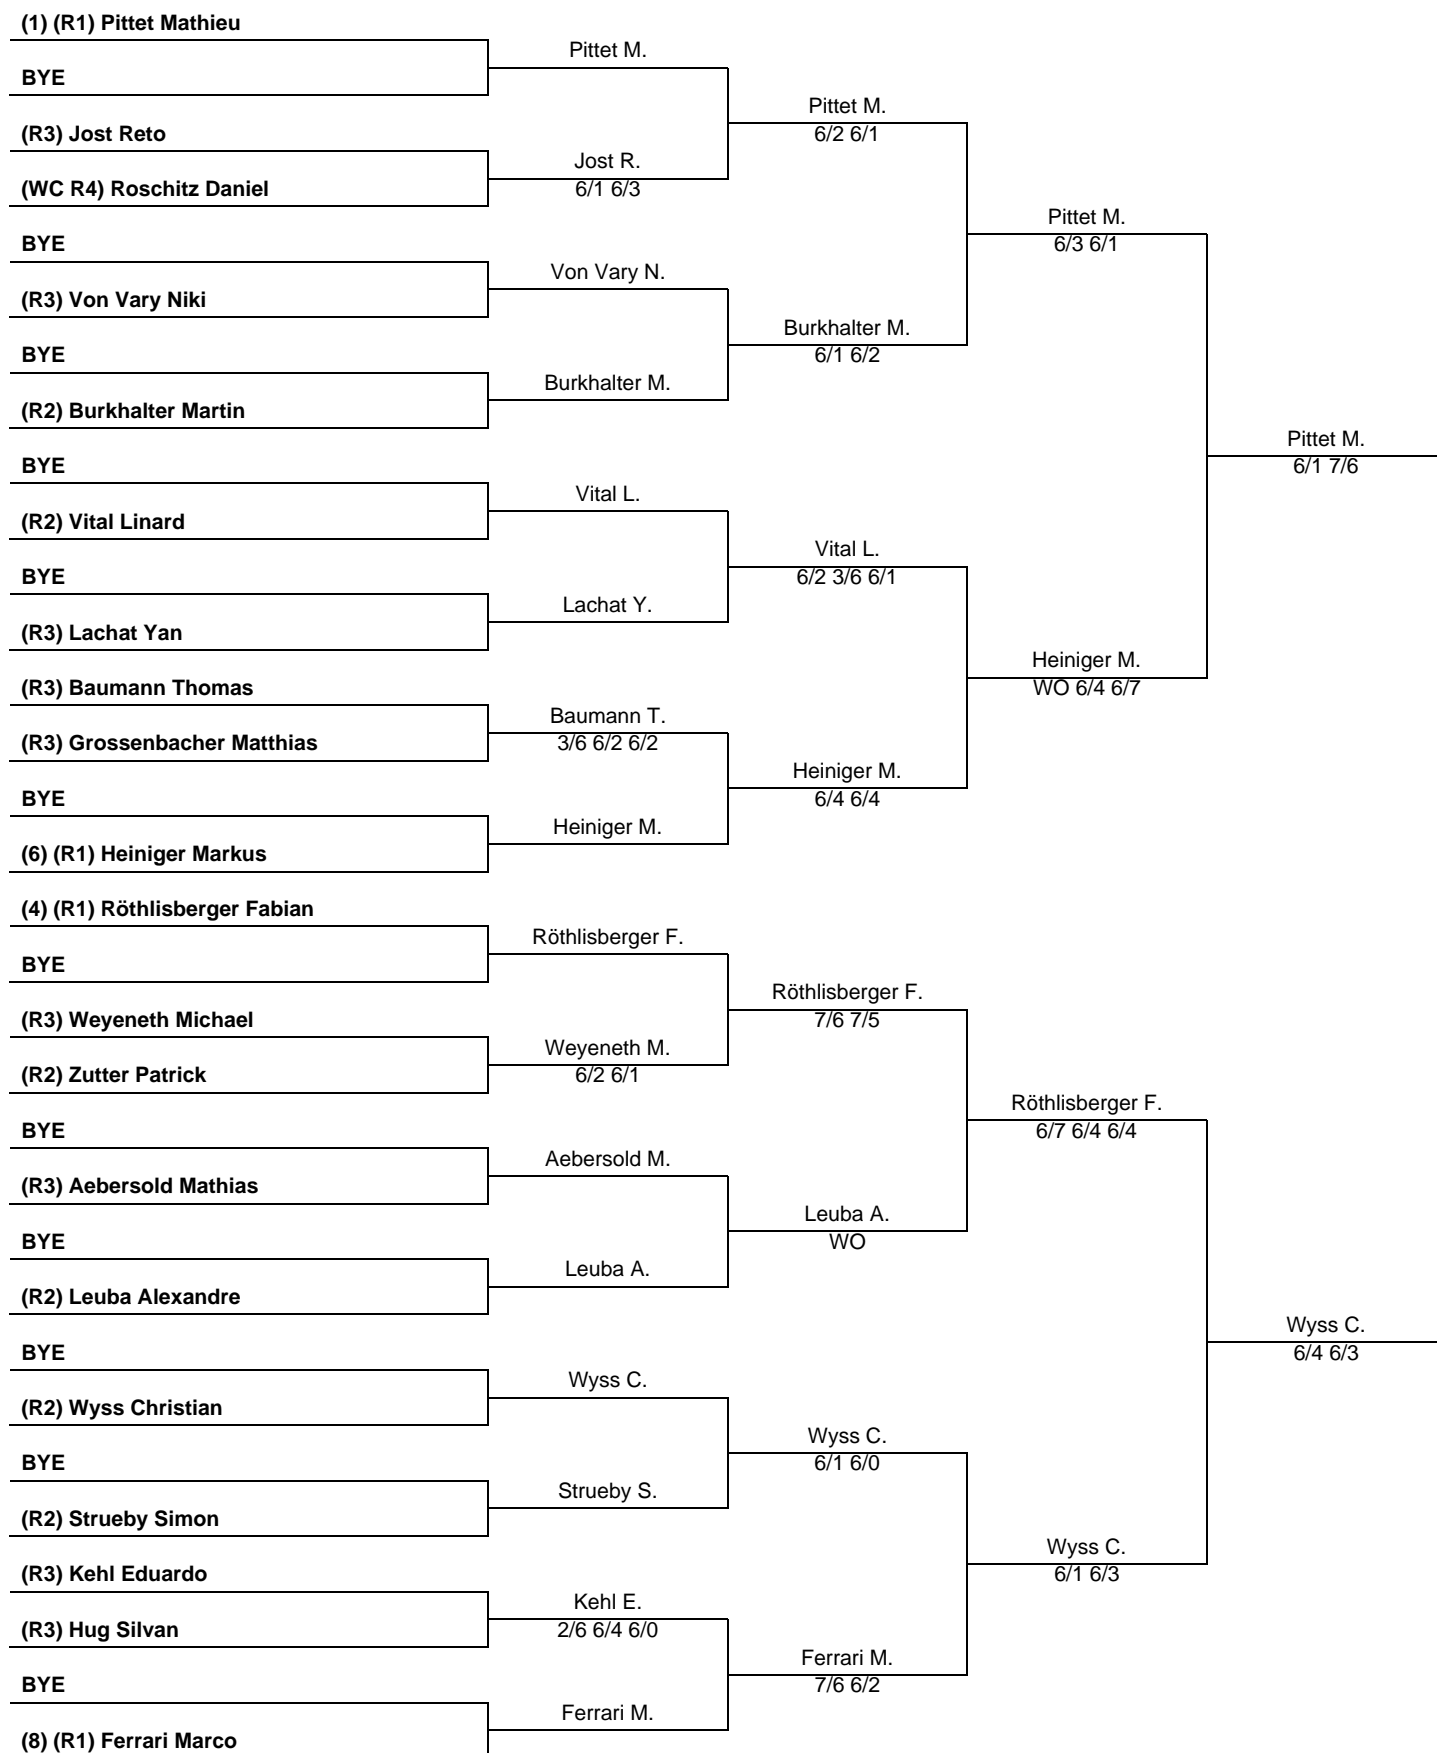 (1) (R1) Pittet Mathieu
Pittet M.
BYE
Pittet M.
6/2 6/1
(R3) Jost Reto
Jost R.
6/1 6/3
(WC R4) Roschitz Daniel
Pittet M.
6/3 6/1
BYE
Von Vary N.
(R3) Von Vary Niki
Burkhalter M.
6/1 6/2
BYE
Burkhalter M.
(R2) Burkhalter Martin
Pittet M.
6/1 7/6
BYE
Vital L.
(R2) Vital Linard
Vital L.
6/2 3/6 6/1
BYE
Lachat Y.
(R3) Lachat Yan
Heiniger M.
WO 6/4 6/7
(R3) Baumann Thomas
Baumann T.
3/6 6/2 6/2
(R3) Grossenbacher Matthias
Heiniger M.
6/4 6/4
BYE
Heiniger M.
(6) (R1) Heiniger Markus
(4) (R1) Röthlisberger Fabian
Röthlisberger F.
BYE
Röthlisberger F.
7/6 7/5
(R3) Weyeneth Michael
Weyeneth M.
6/2 6/1
(R2) Zutter Patrick
Röthlisberger F.
6/7 6/4 6/4
BYE
Aebersold M.
(R3) Aebersold Mathias
Leuba A.
WO
BYE
Leuba A.
(R2) Leuba Alexandre
Wyss C.
6/4 6/3
BYE
Wyss C.
(R2) Wyss Christian
Wyss C.
6/1 6/0
BYE
Strueby S.
(R2) Strueby Simon
Wyss C.
6/1 6/3
(R3) Kehl Eduardo
Kehl E.
2/6 6/4 6/0
(R3) Hug Silvan
Ferrari M.
7/6 6/2
BYE
Ferrari M.
(8) (R1) Ferrari Marco